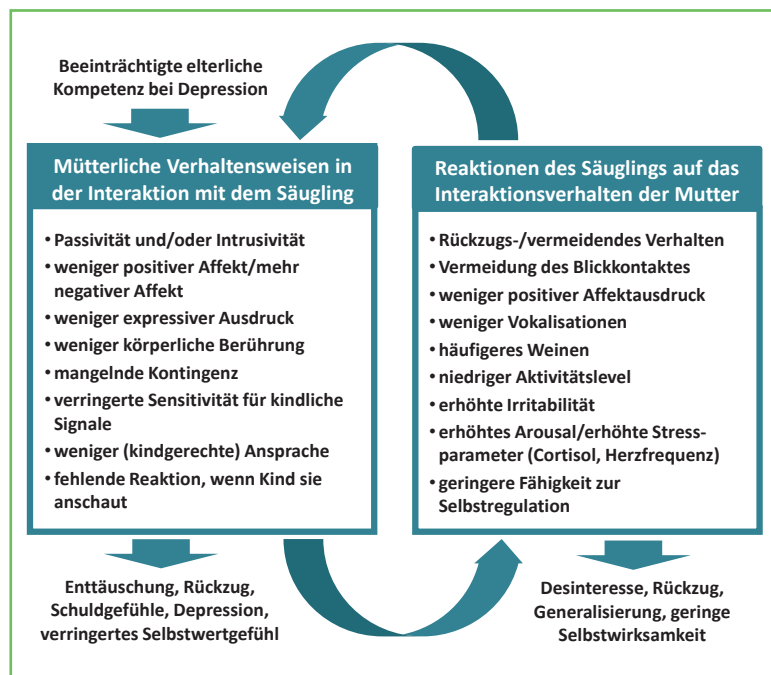 Beeinträchtigte elterliche
Kompetenz bei Depression
Mütterliche Verhaltensweisen in
der Interaktion mit dem Säugling
• Passivität und/oder Intrusivität
• weniger positiver Affekt/mehr
negativer Affekt
• weniger expressiver Ausdruck
• weniger körperliche Berührung
• mangelnde Kontingenz
• verringerte Sensitivität für kindliche
Signale
• weniger (kindgerechte) Ansprache
• fehlende Reaktion, wenn Kind sie
anschaut
Enttäuschung, Rückzug,
Schuldgefühle, Depression,
verringertes Selbstwertgefühl
Reaktionen des Säuglings auf das
Interaktionsverhalten der Mutter
• Rückzugs-/vermeidendes Verhalten
• Vermeidung des Blickkontaktes
• weniger positiver Affektausdruck
• weniger Vokalisationen
• häufigeres Weinen
• niedriger Aktivitätslevel
• erhöhte Irritabilität
• erhöhtes Arousal/erhöhte Stress-
parameter (Cortisol, Herzfrequenz)
• geringere Fähigkeit zur
Selbstregulation
Desinteresse, Rückzug,
Generalisierung, geringe
Selbstwirksamkeit